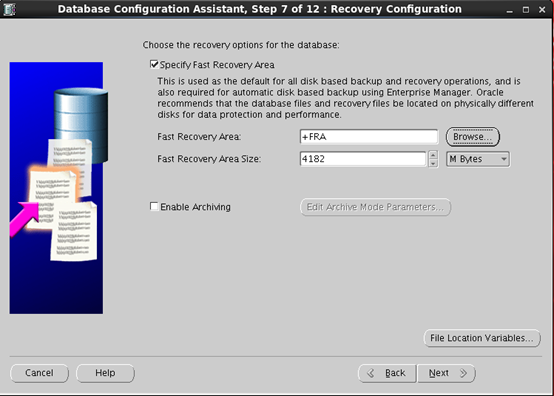 Database Configuration Assistant, Step 7 of 12 : Recovery Configuration
Choose the recovery options for the database:
Specify Fast Recovery Area
This is used as the default for all disk based backup and recovery operations, and is
also required for automatic disk based backup using Enterprise Manager. Oracle
recommends that the database files and recovery files be located on physically different
disks for data protection and performance.
Fast Recovery Area: +FRA Browse...
Fast Recovery Area Size: 4182 M Bytes
Enable Archiving Edit Archive Mode Parameters...
File Location Variables...
Cancel Help Back Next